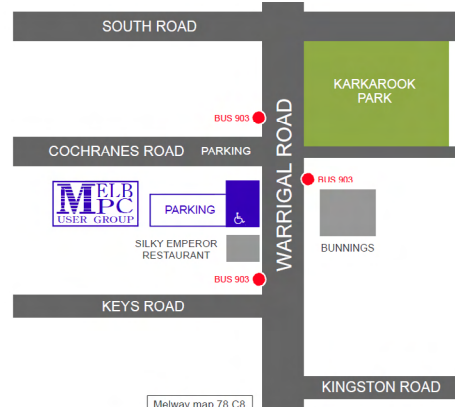 SOUTH ROAD
KARKAROOK
PARK
BUS 903
WARRIGAL ROAD
COCHRANES ROAD PARKING
BUS 903
MELB
PC
USER GROUP
PARKING
SILKY EMPEROR
RESTAURANT
BUNNINGS
BUS 903
KEYS ROAD
KINGSTON ROAD
Melway map 78 C8